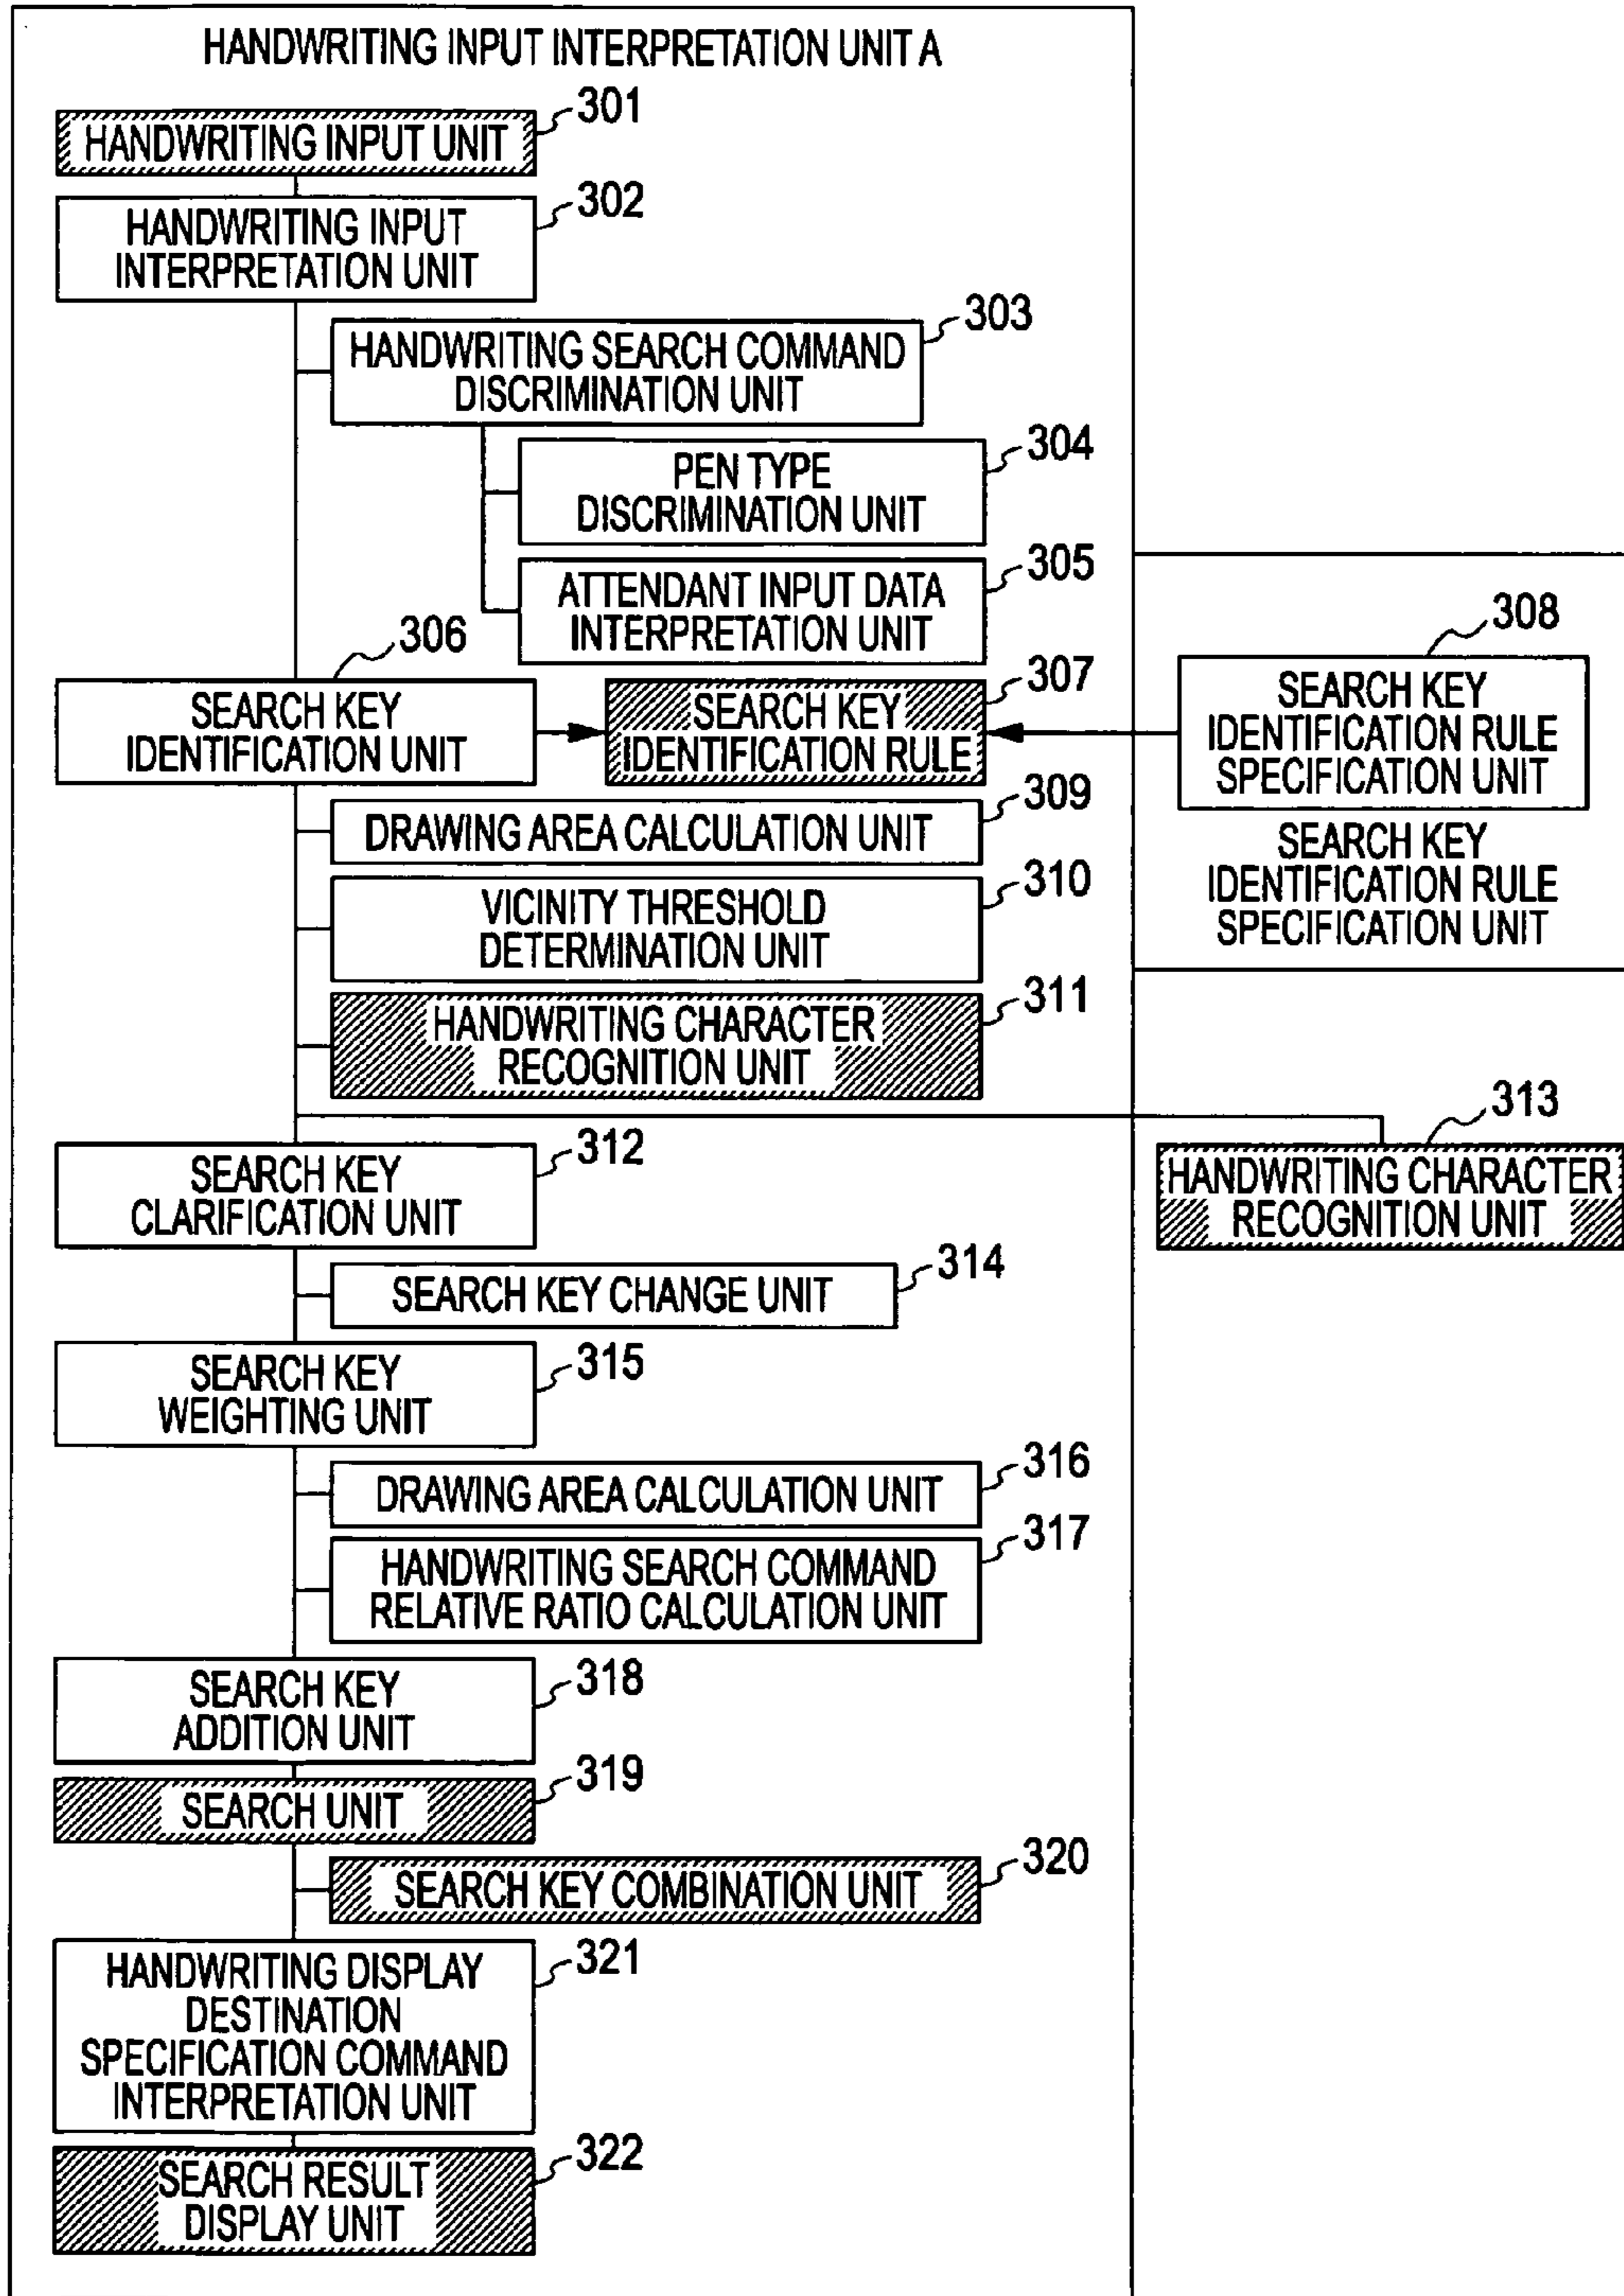 HANDWRITING INPUT INTERPRETATION UNIT A
301
HANDWRITING INPUT UNIT
302
HANDWRITING INPUT
INTERPRETATION UNIT
303
HANDWRITING SEARCH COMMAND
DISCRIMINATION UNIT
304
PEN TYPE
DISCRIMINATION UNIT
305
ATTENDANT INPUT DATA
INTERPRETATION UNIT
306
SEARCH KEY
IDENTIFICATION UNIT
307
SEARCH KEY
IDENTIFICATION RULE
308
SEARCH KEY
IDENTIFICATION RULE
SPECIFICATION UNIT
SEARCH KEY
IDENTIFICATION RULE
SPECIFICATION UNIT
309
DRAWING AREA CALCULATION UNIT
310
VICINITY THRESHOLD
DETERMINATION UNIT
311
HANDWRITING CHARACTER
RECOGNITION UNIT
312
SEARCH KEY
CLARIFICATION UNIT
313
HANDWRITING CHARACTER
RECOGNITION UNIT
314
SEARCH KEY CHANGE UNIT
315
SEARCH KEY
WEIGHTING UNIT
316
DRAWING AREA CALCULATION UNIT
317
HANDWRITING SEARCH COMMAND
RELATIVE RATIO CALCULATION UNIT
318
SEARCH KEY
ADDITION UNIT
319
SEARCH UNIT
320
SEARCH KEY COMBINATION UNIT
321
HANDWRITING DISPLAY
DESTINATION
SPECIFICATION COMMAND
INTERPRETATION UNIT
322
SEARCH RESULT
DISPLAY UNIT